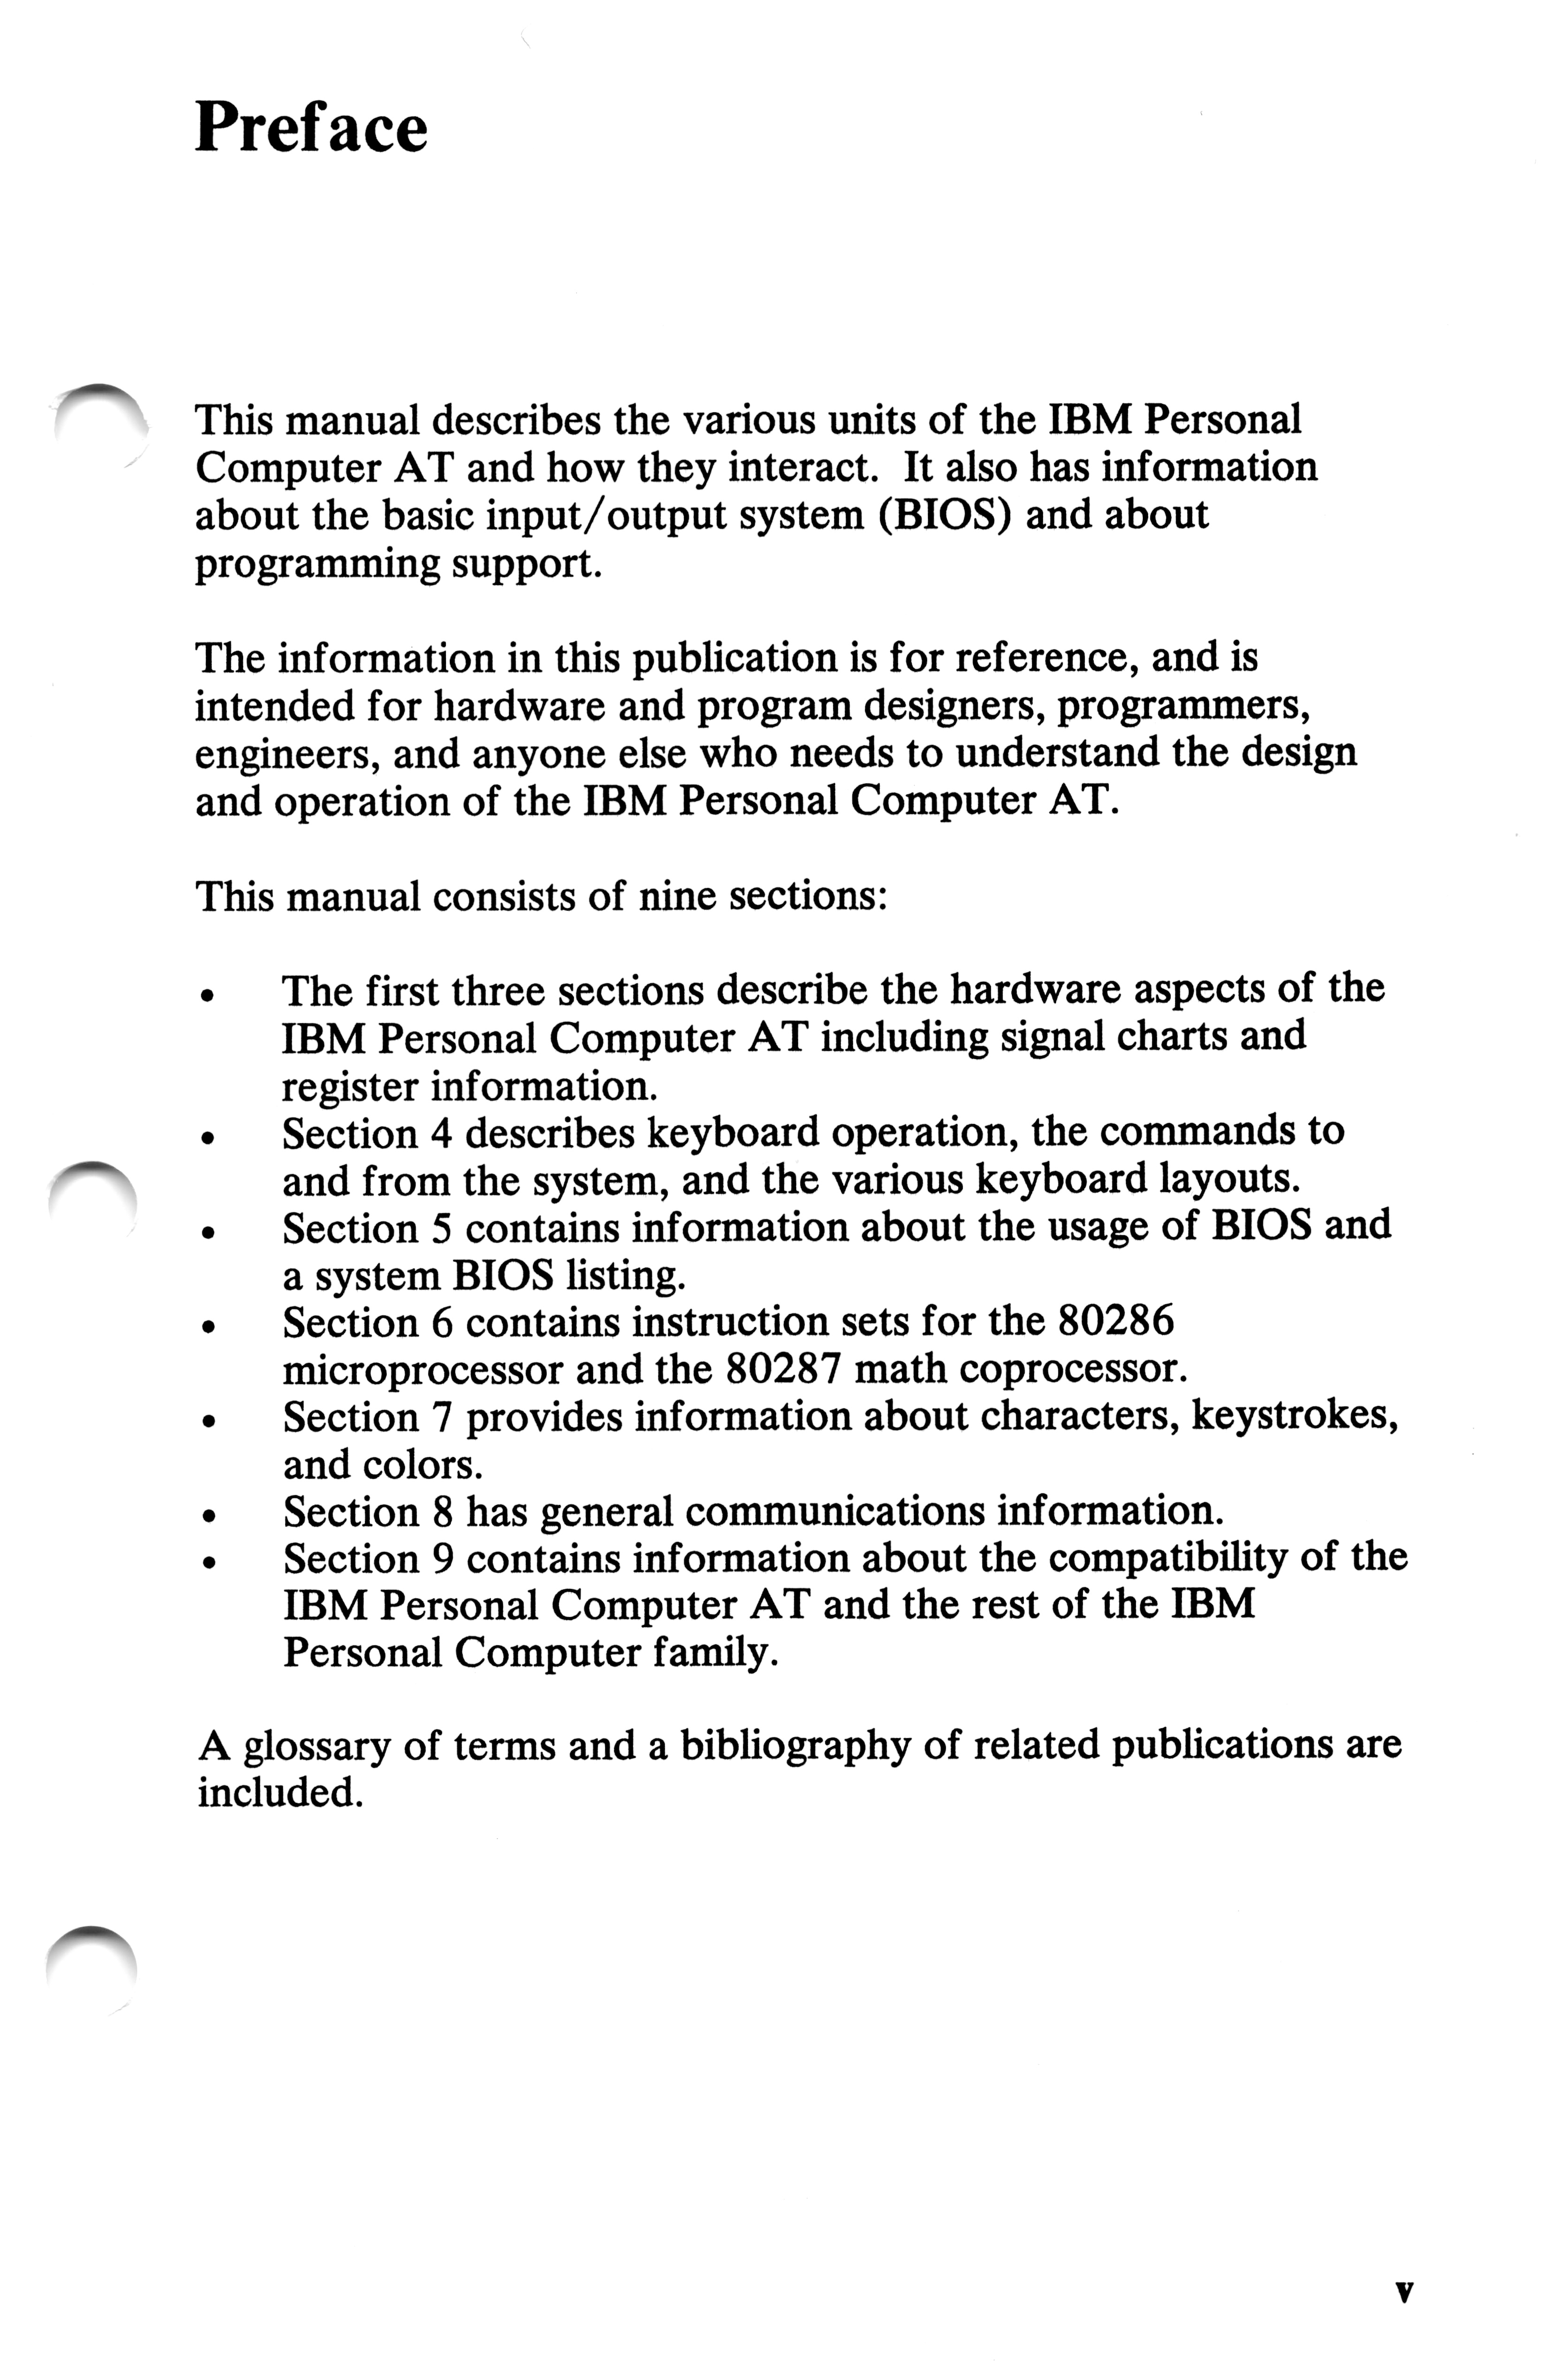 Preface
This manual describes the various units of the IBM Personal
Computer AT and how they interact.  It also has information
about the basic input/output system (BIOS) and about
programming support.
The information in this publication is for reference, and is
intended for hardware and program designers, programmers,
engineers, and anyone else who needs to understand the design
and operation of the IBM Personal Computer AT.
This manual consists of nine sections:
• The first three sections describe the hardware aspects of the
IBM Personal Computer AT including signal charts and
register information.
• Section 4 describes keyboard operation, the commands to
and from the system, and the various keyboard layouts.
• Section 5 contains information about the usage of BIOS and
a system BIOS listing.
• Section 6 contains instruction sets for the 80286
microprocessor and the 80287 math coprocessor.
• Section 7 provides information about characters, keystrokes,
and colors.
• Section 8 has general communications information.
• Section 9 contains information about the compatibility of the
IBM Personal Computer AT and the rest of the IBM
Personal Computer family.
A glossary of terms and a bibliography of related publications are
included.
v